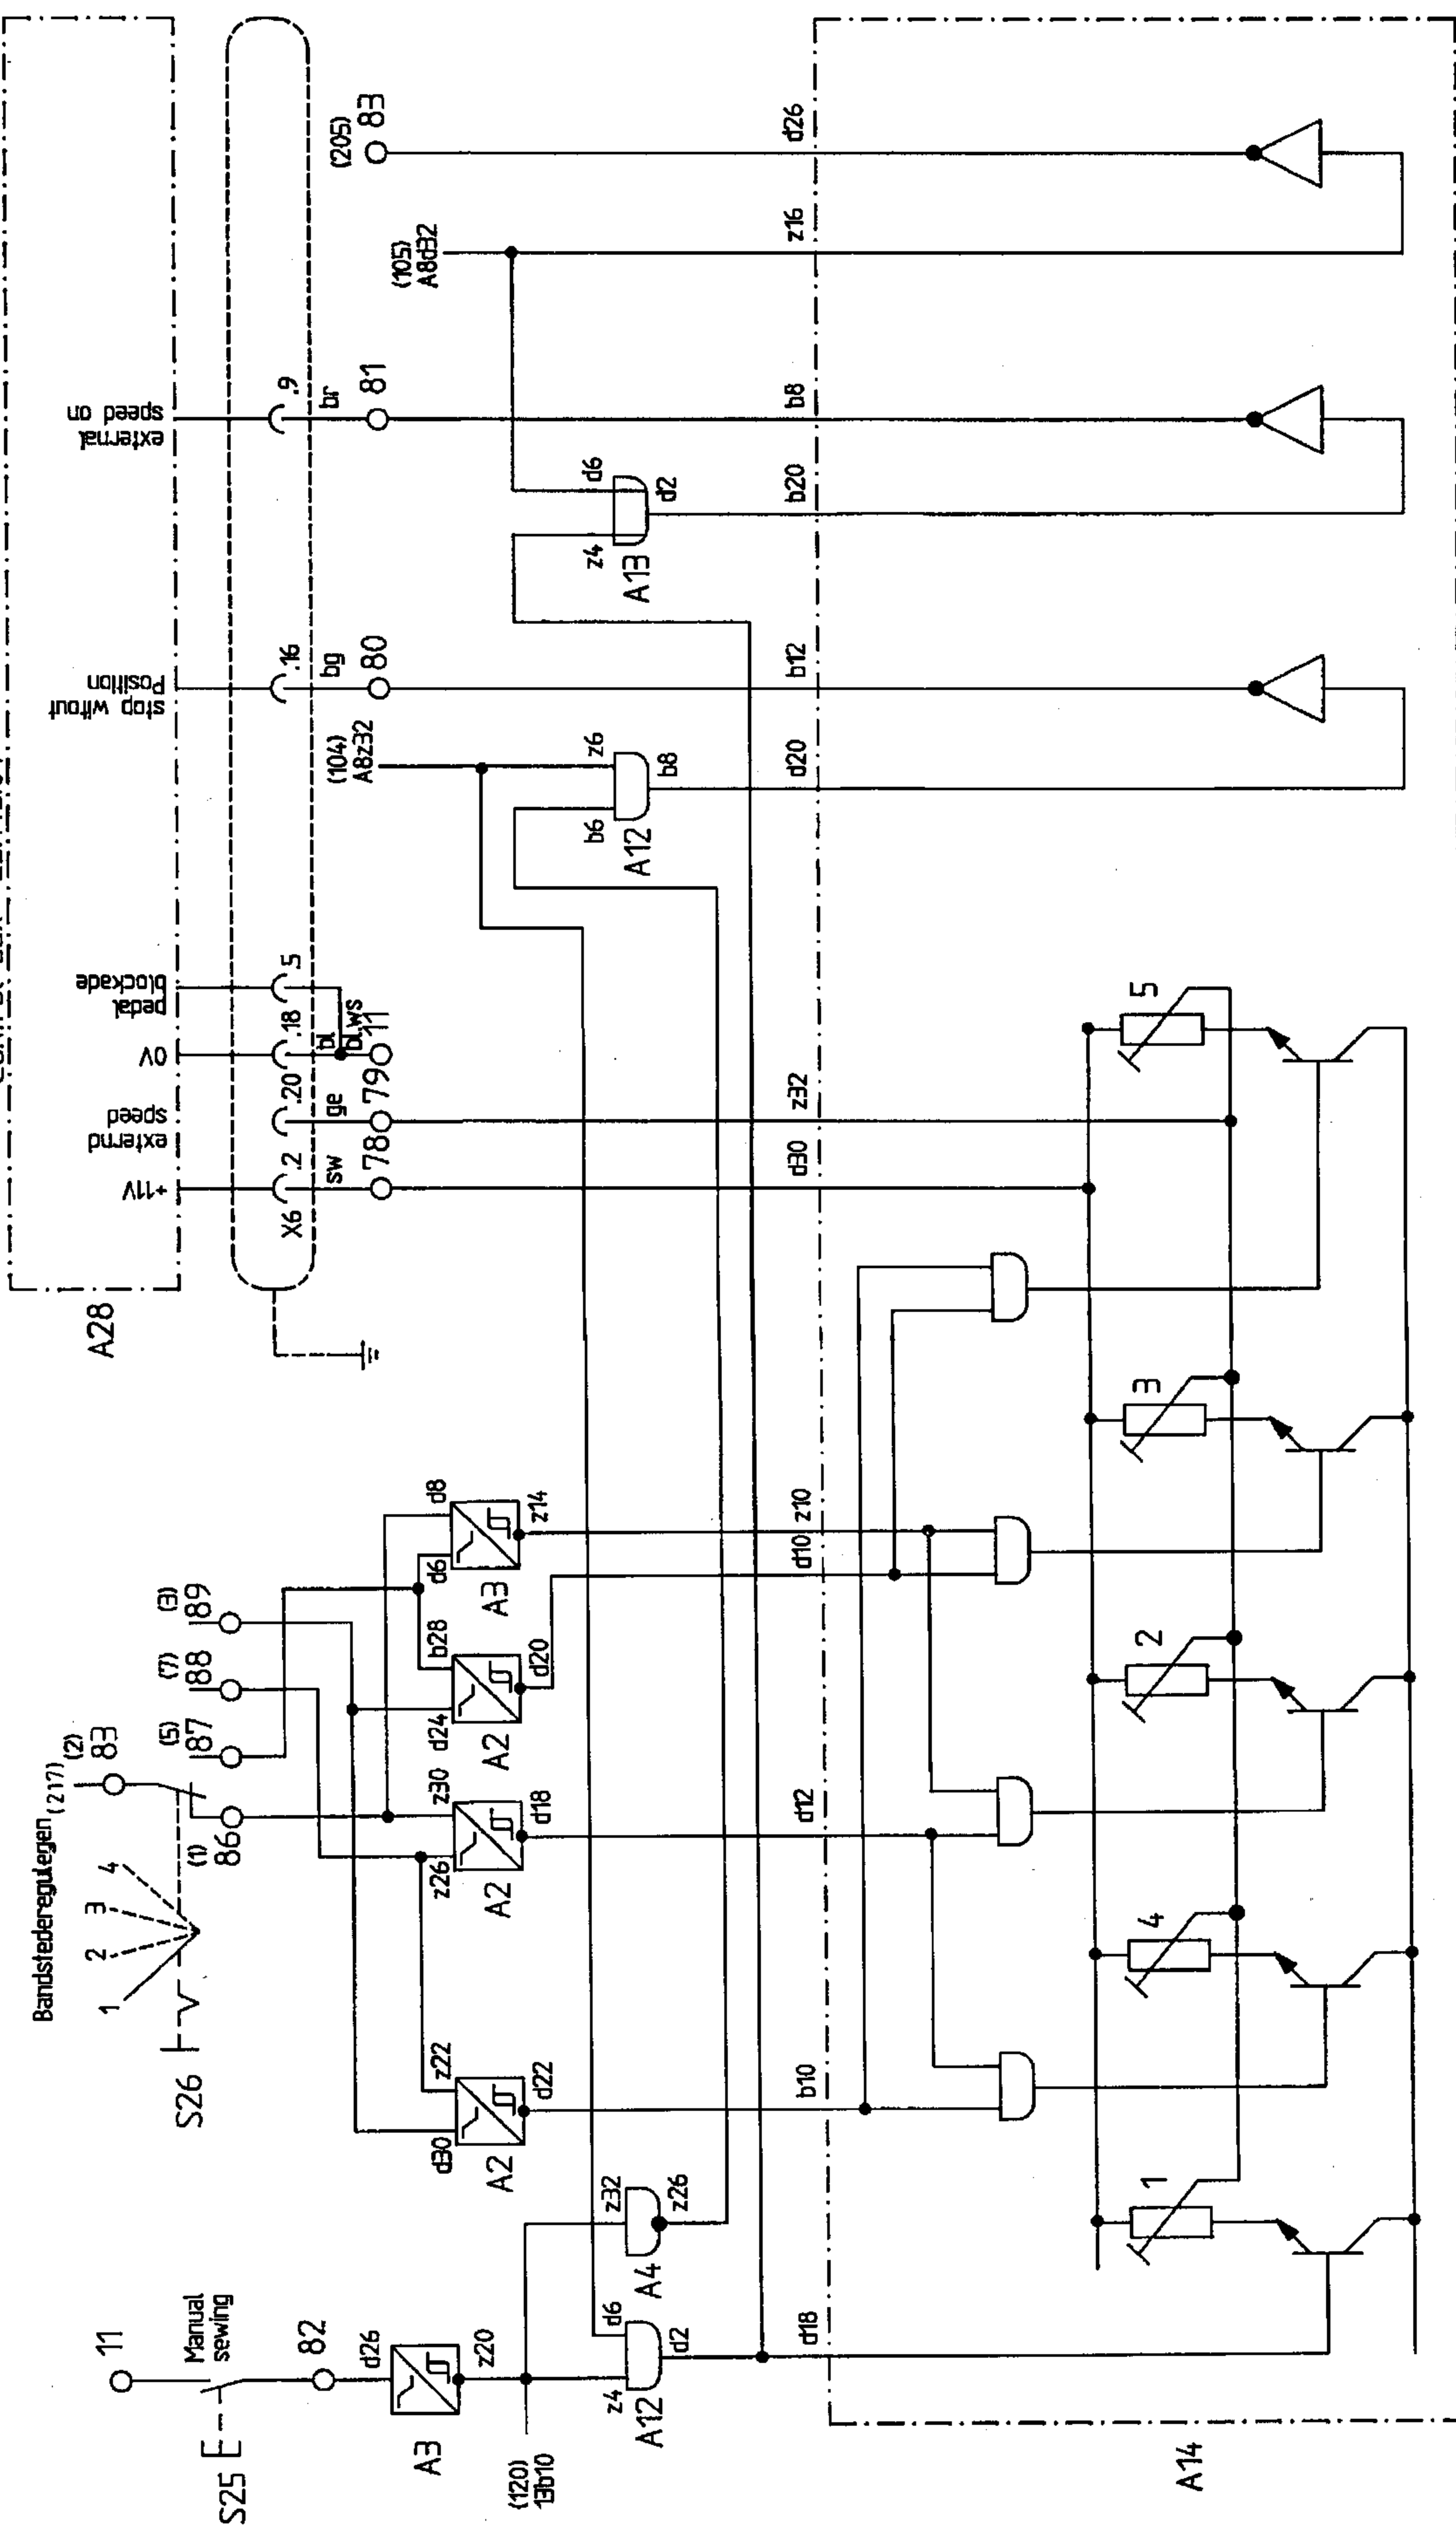 S25
11
Manual
sewing
82
d26
A3
z20
(120)
13b10
z4
d6
A12
d2
z32
A4
z26
d18
S26
Bandstederegulegen
1
2
3
4
(217)
(2)
83
(1)
86
(5)
87
(7)
88
(3)
89
d30
z22
A2
d22
z26
z30
A2
d18
d24
b28
A2
d20
d6
d8
A3
z14
b10
d12
d10
z10
A28
+11V
externd
speed
0V
pedal
blockade
stop witout
Position
external
speed on
X6
.2
.20
.18
.5
.16
.9
sw
ge
bl
bl.ws
bg
br
78
79
11
80
81
(205)
83
(104)
A8z32
b6
z6
A12
b8
(105)
A8d32
z4
d6
A13
d2
d30
z32
d20
b12
b20
b8
z16
d26
1
4
2
3
5
A14